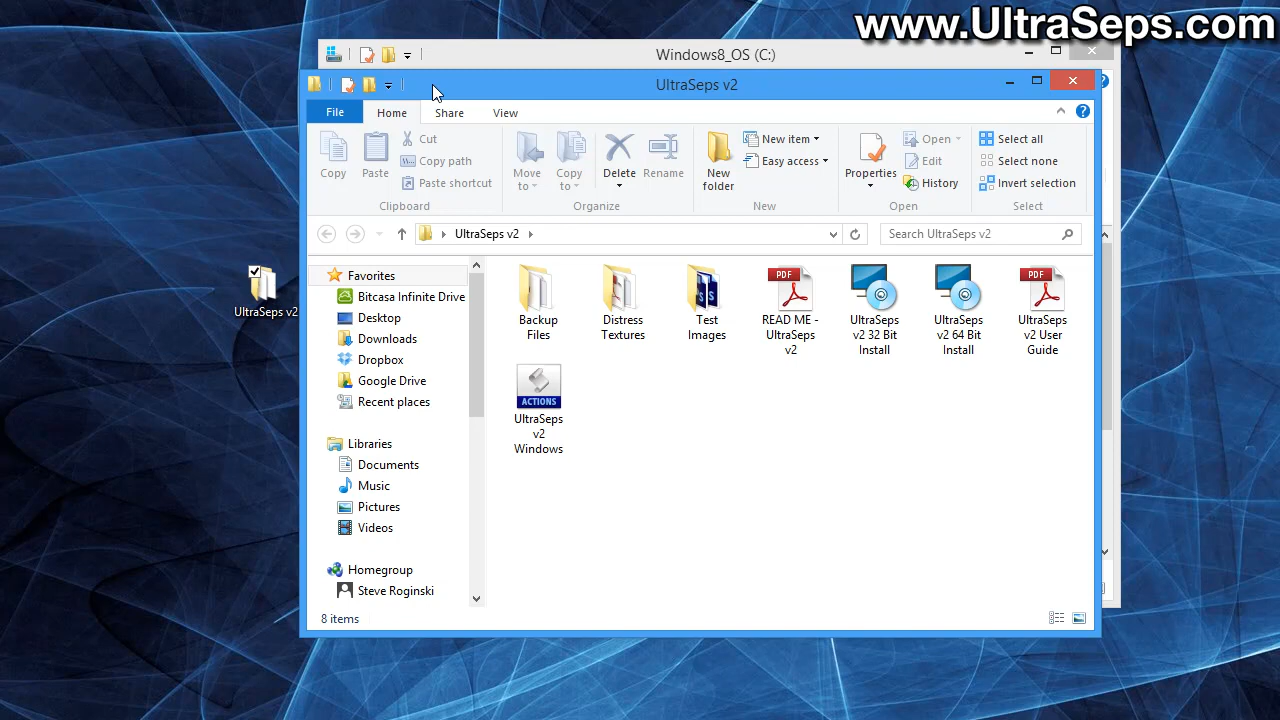 www.UltraSeps.com
Windows8_OS (C:)
UltraSeps v2
File
Home
Share
View
Copy
Paste
Cut
Copy path
Paste shortcut
Clipboard
Move
to
Copy
to
Delete
Rename
Organize
New
folder
New item
Easy access
New
Properties
Open
Edit
History
Open
Select all
Select none
Invert selection
Select
UltraSeps v2
Search UltraSeps v2
UltraSeps v2
Favorites
Bitcasa Infinite Drive
Desktop
Downloads
Dropbox
Google Drive
Recent places
Libraries
Documents
Music
Pictures
Videos
Homegroup
Steve Roginski
Backup
Files
Distress
Textures
Test
Images
PDF
READ ME -
UltraSeps
v2
UltraSeps
v2 32 Bit
Install
UltraSeps
v2 64 Bit
Install
PDF
UltraSeps
v2 User
Guide
ACTIONS
UltraSeps
v2
Windows
8 items